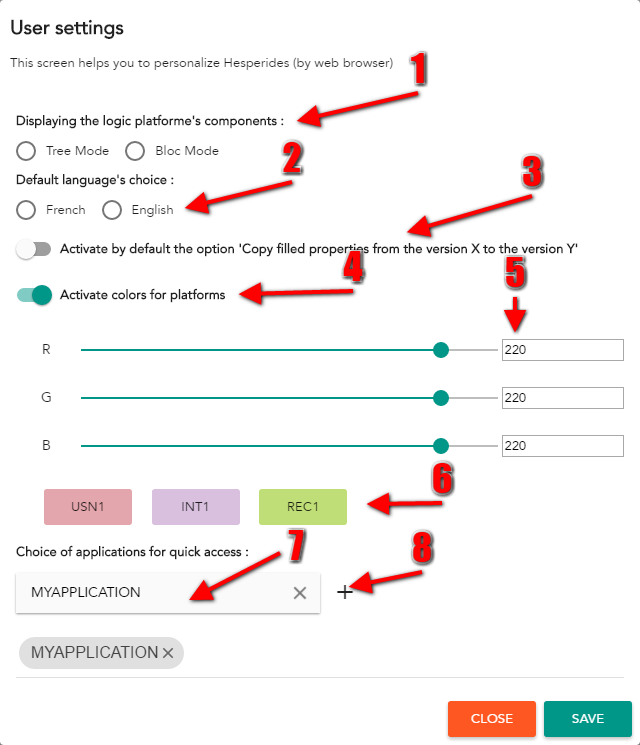 User settings
This screen helps you to personalize Hesperides (by web browser)
1
Displaying the logic platforme's components :
Tree Mode Bloc Mode
2
Default language's choice :
French English
3
Activate by default the option 'Copy filled properties from the version X to the version Y'
4
Activate colors for platforms
5
R 220
G 220
B 220
6
USN1 INT1 REC1
7
8
Choice of applications for quick access :
MYAPPLICATION × +
MYAPPLICATION ×
CLOSE SAVE